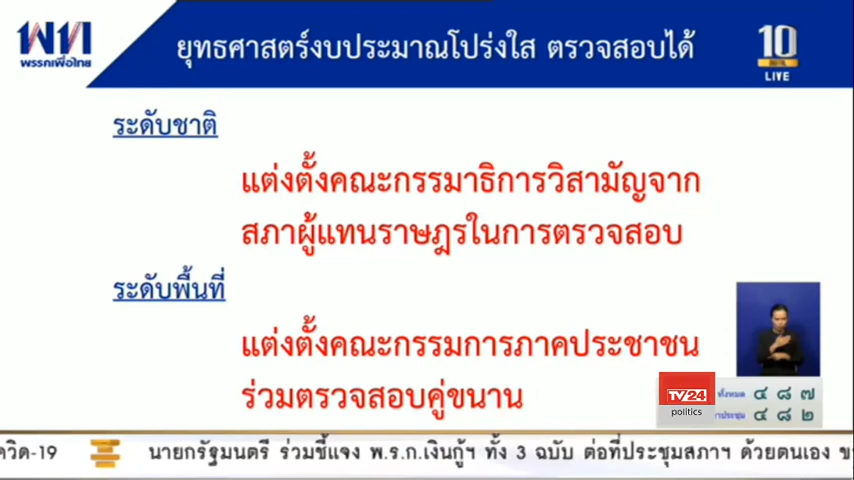 พท
พรรคเพื่อไทย
ยุทธศาสตร์งบประมาณโปร่งใส ตรวจสอบได้
10
LIVE
ระดับชาติ
แต่งตั้งคณะกรรมาธิการวิสามัญจาก
สภาผู้แทนราษฎรในการตรวจสอบ
ระดับพื้นที่
แต่งตั้งคณะกรรมการภาคประชาชน
ร่วมตรวจสอบคู่ขนาน
TV24
politics
ทั้งหมด ๔ ๘ ๗
าประชุม ๔ ๘ ๒
ควิด-19 นายกรัฐมนตรี ร่วมชี้แจง พ.ร.ก.เงินกู้ฯ ทั้ง 3 ฉบับ ต่อที่ประชุมสภาฯ ด้วยตนเอง